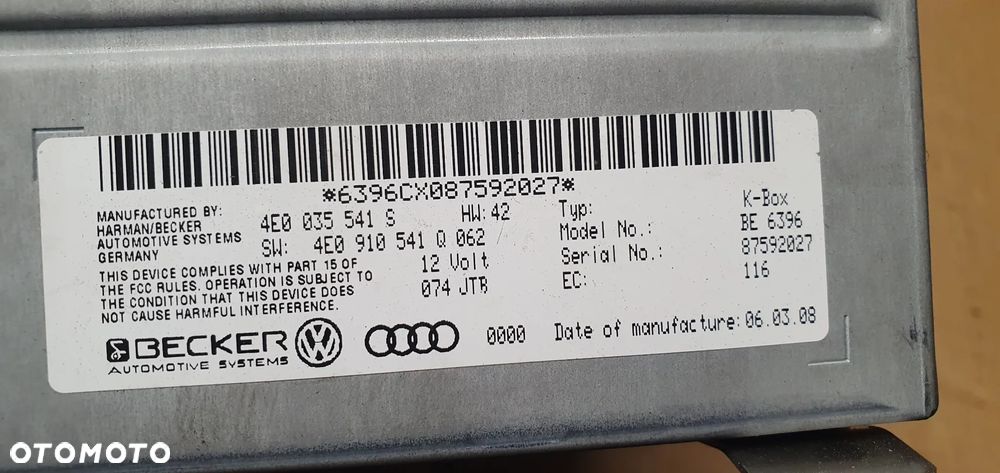 *6396CX087592027*
MANUFACTURED BY:
HARMAN/BECKER
AUTOMOTIVE SYSTEMS
GERMANY
4E0 035 541 S HW:42
SW: 4E0 910 541 Q 062
12 Volt
074 JTB
Typ: K-Box
Model No.: BE 6396
Serial No.: 87592027
EC: 116
THIS DEVICE COMPLIES WITH PART 15 OF
THE FCC RULES. OPERATION IS SUBJECT TO
THE CONDITION THAT THIS DEVICE DOES
NOT CAUSE HARMFUL INTERFERENCE.
BECKER
AUTOMOTIVE SYSTEMS
0000 Date of manufacture:06.03.08
OTOMOTO